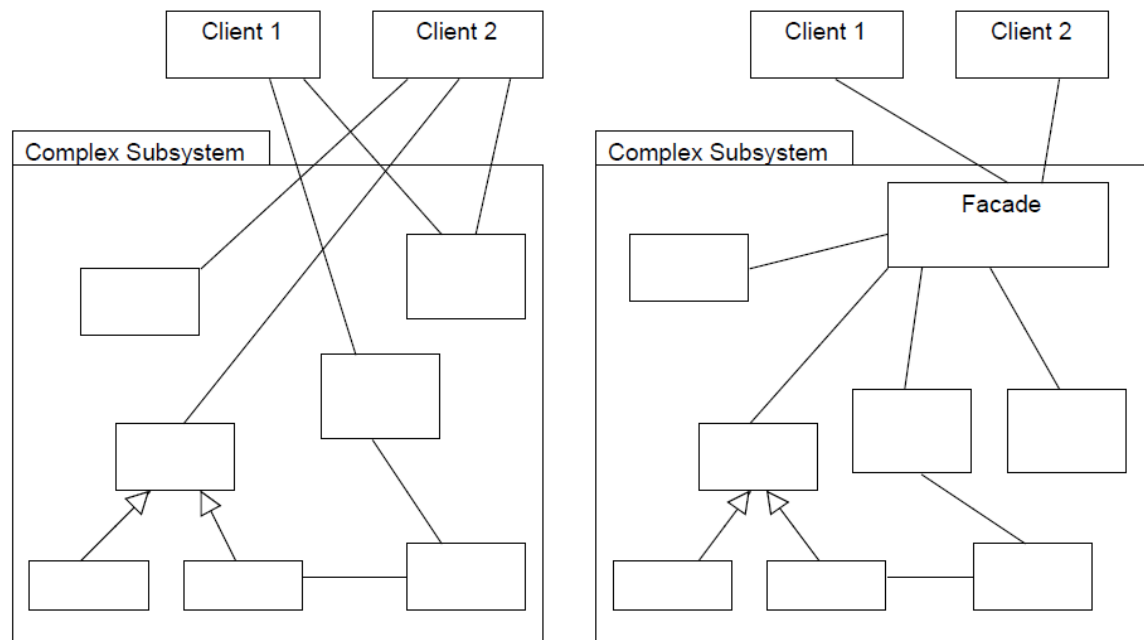 Client 1
Client 2
Complex Subsystem
Client 1
Client 2
Complex Subsystem
Facade